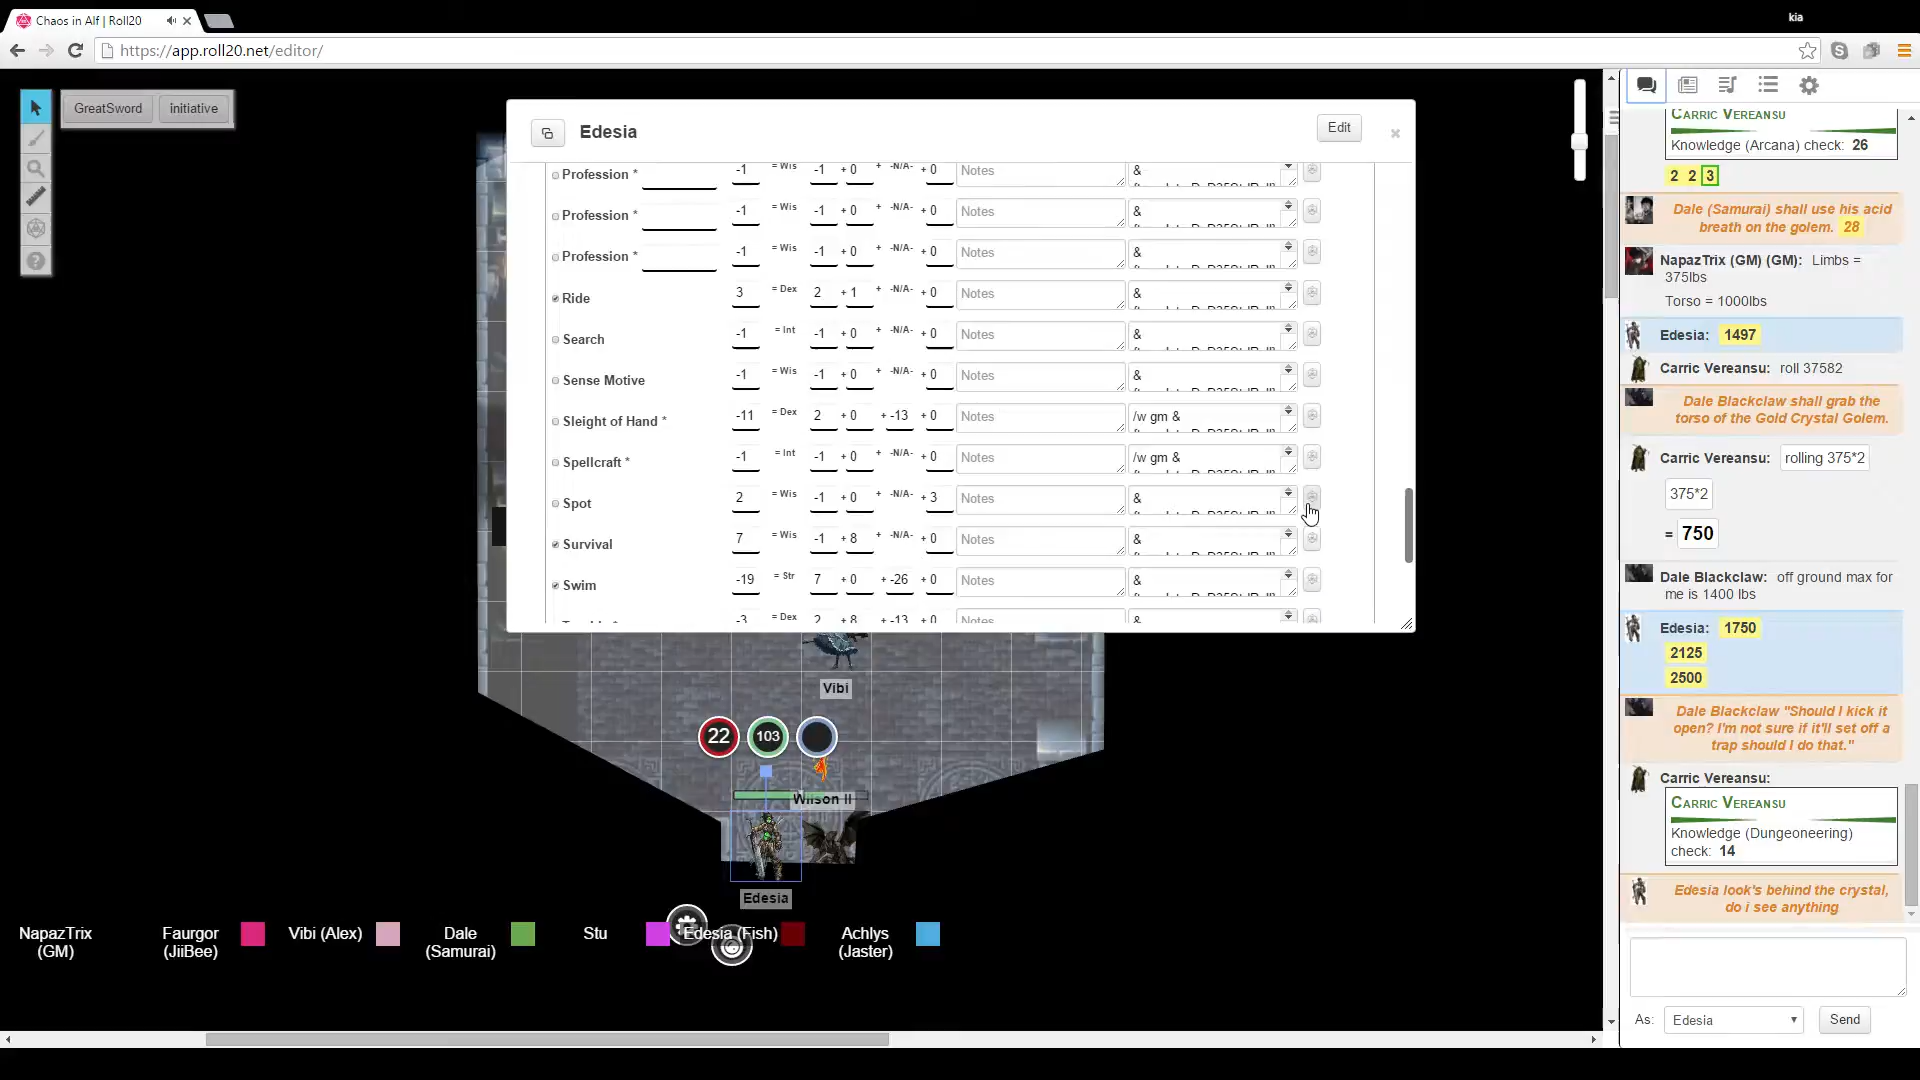 Chaos in Alf | Roll20
kia
https://app.roll20.net/editor/
GreatSword
initiative
Edesia
Edit
Profession * -1 = Wis -1 + 0 + -N/A- + 0 Notes &
Profession * -1 = Wis -1 + 0 + -N/A- + 0 Notes &
Profession * -1 = Wis -1 + 0 + -N/A- + 0 Notes &
Ride 3 = Dex 2 + 1 + -N/A- + 0 Notes &
Search -1 = Int -1 + 0 + -N/A- + 0 Notes &
Sense Motive -1 = Wis -1 + 0 + -N/A- + 0 Notes &
Sleight of Hand * -11 = Dex 2 + 0 + -13 + 0 Notes /w gm &
Spellcraft * -1 = Int -1 + 0 + -N/A- + 0 Notes /w gm &
Spot 2 = Wis -1 + 0 + -N/A- + 3 Notes &
Survival 7 = Wis -1 + 8 + -N/A- + 0 Notes &
Swim -19 = Str 7 + 0 + -26 + 0 Notes &
-3 = Dex 2 + 8 + -13 + 0 Notes &
Vibi
22
103
Wilson II
Edesia
NapazTrix
(GM)
Faurgor
(JiiBee)
Vibi (Alex)
Dale
(Samurai)
Stu
Edesia (Fish)
Achlys
(Jaster)
Carric Vereansu
Knowledge (Arcana) check: 26
2 2 3
Dale (Samurai) shall use his acid
breath on the golem. 28
NapazTrix (GM) (GM): Limbs =
375lbs
Torso = 1000lbs
Edesia: 1497
Carric Vereansu: roll 37582
Dale Blackclaw shall grab the
torso of the Gold Crystal Golem.
Carric Vereansu: rolling 375*2
375*2
= 750
Dale Blackclaw: off ground max for
me is 1400 lbs
Edesia: 1750
2125
2500
Dale Blackclaw "Should I kick it
open? I'm not sure if it'll set off a
trap should I do that."
Carric Vereansu:
Carric Vereansu
Knowledge (Dungeoneering)
check: 14
Edesia look's behind the crystal,
do i see anything
As: Edesia
Send